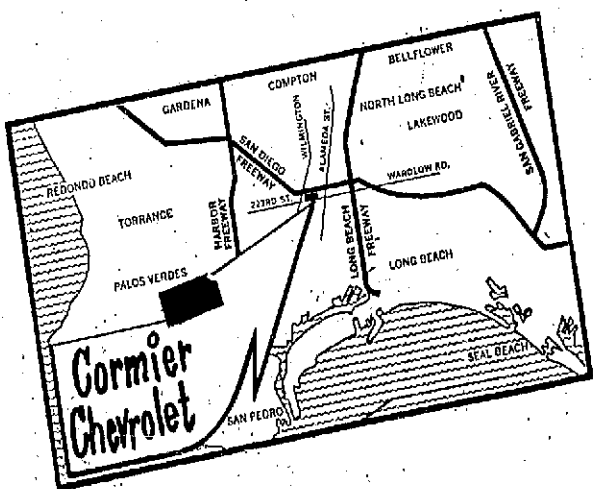 BELLFLOWER
COMPTON
GARDENA
NORTH LONG BEACH
LAKEWOOD
SAN GABRIEL RIVER
FREEWAY
WILMINGTON
ALAMEDA ST.
SAN DIEGO
FREEWAY
REDONDO BEACH
WARDLOW RD.
223RD ST.
TORRANCE
HARBOR
FREEWAY
LONG BEACH
FREEWAY
LONG BEACH
PALOS VERDES
SEAL BEACH
Cormier
Chevrolet
SAN PEDRO